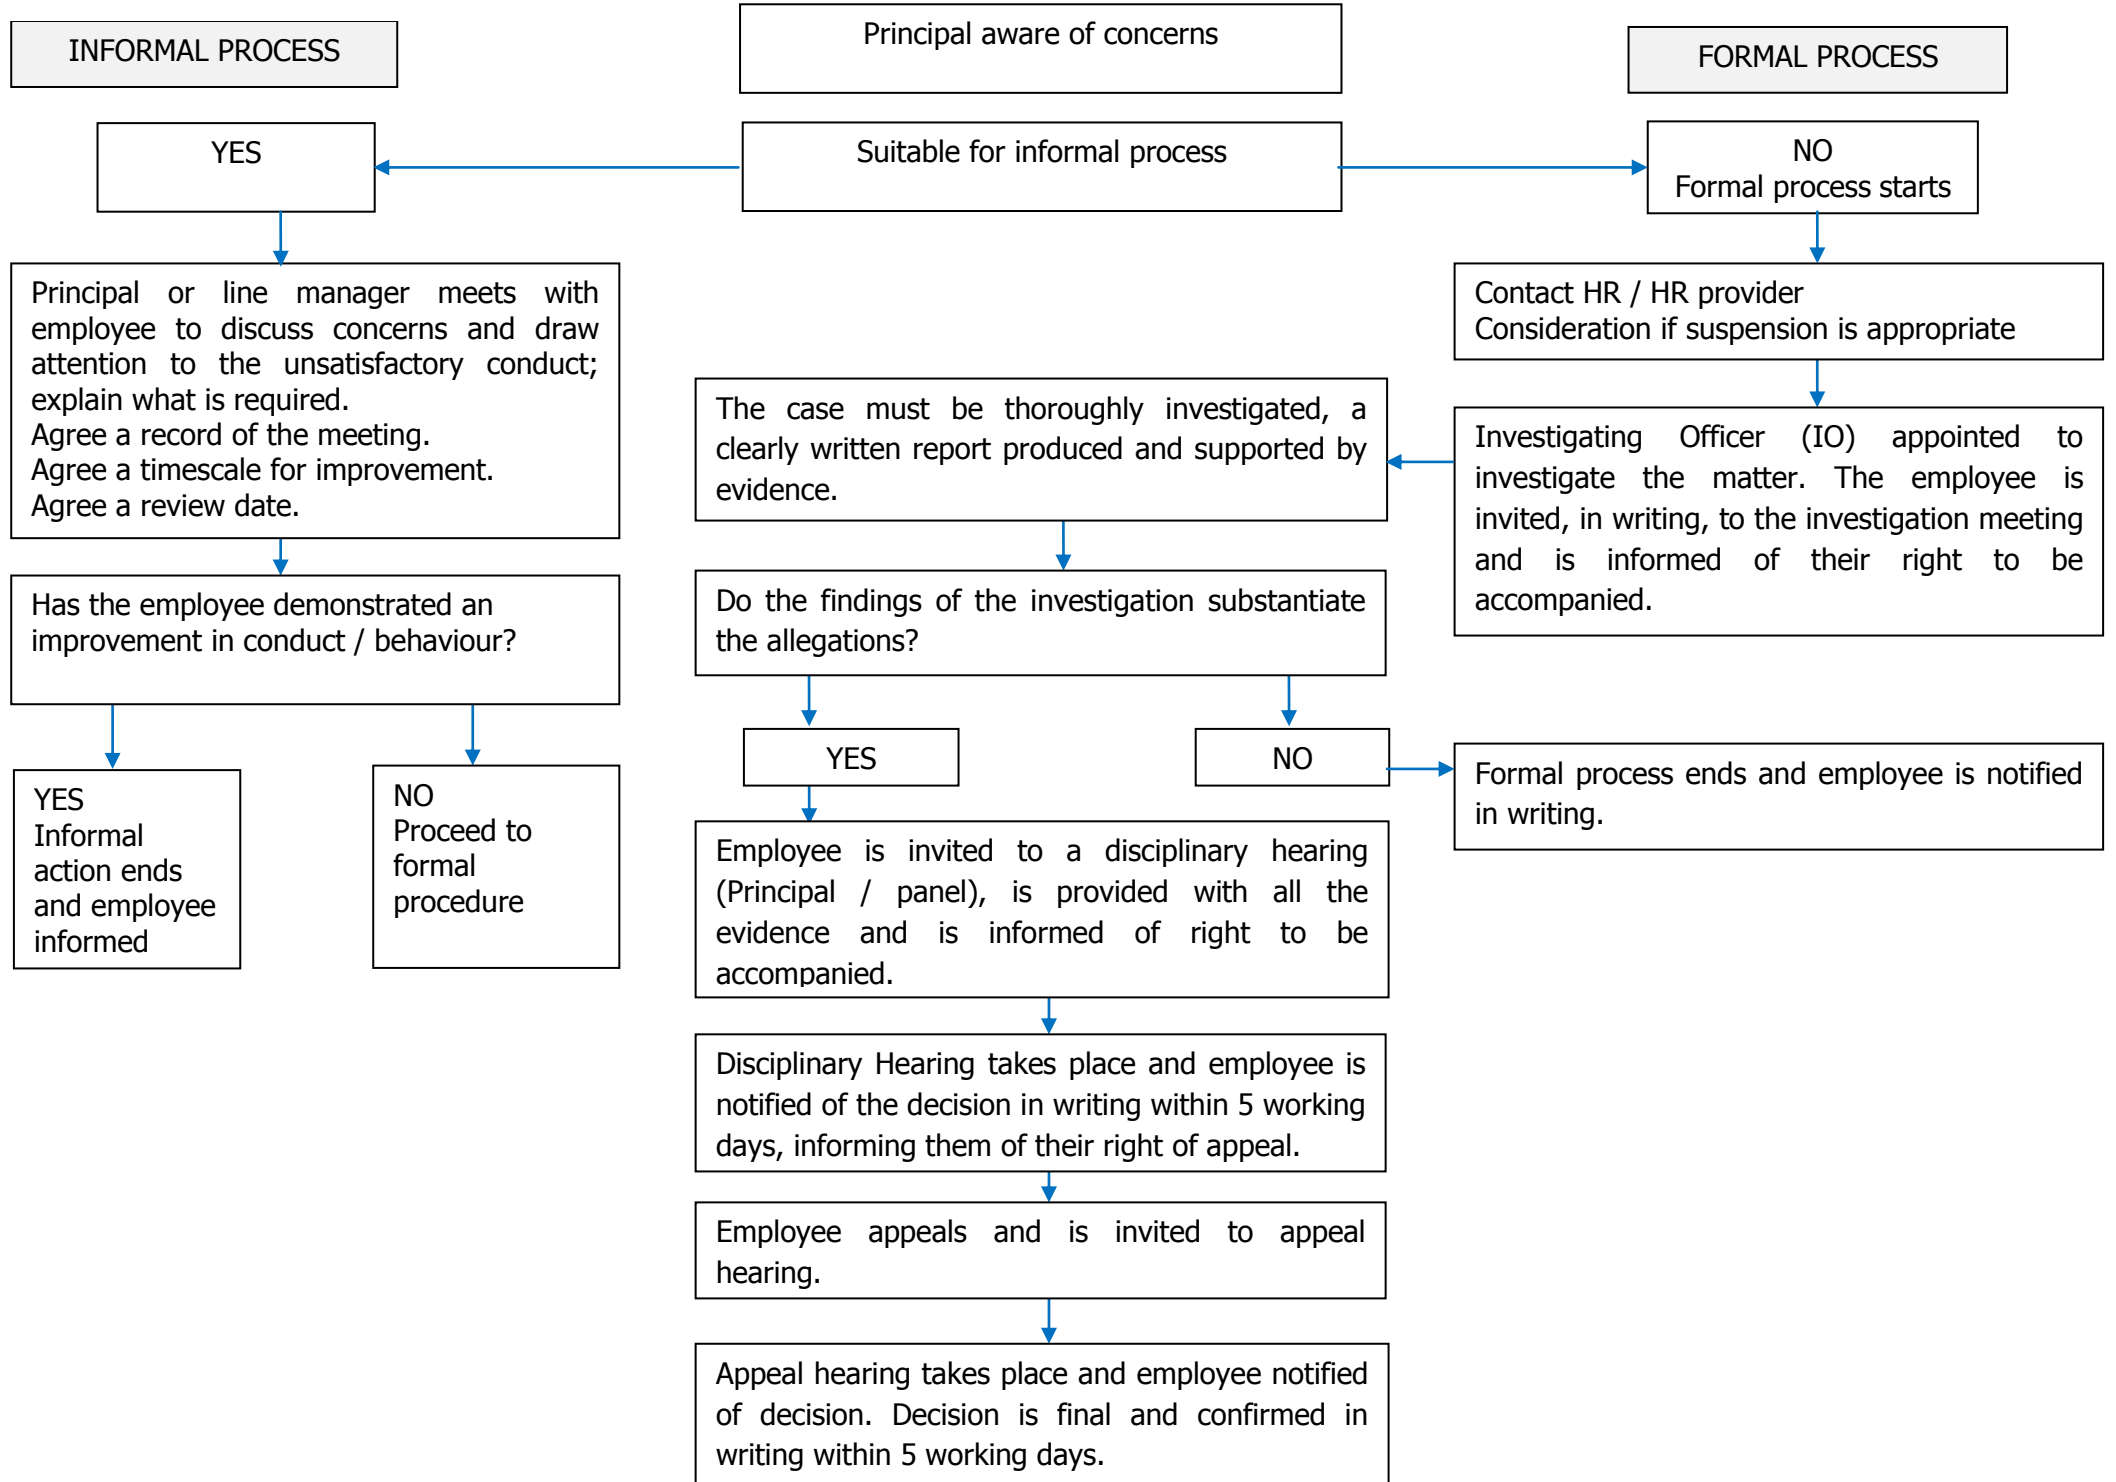 INFORMAL PROCESS
Principal aware of concerns
FORMAL PROCESS
YES
Suitable for informal process
NO
Formal process starts
Principal or line manager meets with
employee to discuss concerns and draw
attention to the unsatisfactory conduct;
explain what is required.
Agree a record of the meeting.
Agree a timescale for improvement.
Agree a review date.
Has the employee demonstrated an
improvement in conduct / behaviour?
YES
Informal
action ends
and employee
informed
NO
Proceed to
formal
procedure
Contact HR / HR provider
Consideration if suspension is appropriate
Investigating Officer (IO) appointed to
investigate the matter. The employee is
invited, in writing, to the investigation meeting
and is informed of their right to be
accompanied.
The case must be thoroughly investigated, a
clearly written report produced and supported by
evidence.
Do the findings of the investigation substantiate
the allegations?
YES
NO
Formal process ends and employee is notified
in writing.
Employee is invited to a disciplinary hearing
(Principal / panel), is provided with all the
evidence and is informed of right to be
accompanied.
Disciplinary Hearing takes place and employee is
notified of the decision in writing within 5 working
days, informing them of their right of appeal.
Employee appeals and is invited to appeal
hearing.
Appeal hearing takes place and employee notified
of decision. Decision is final and confirmed in
writing within 5 working days.